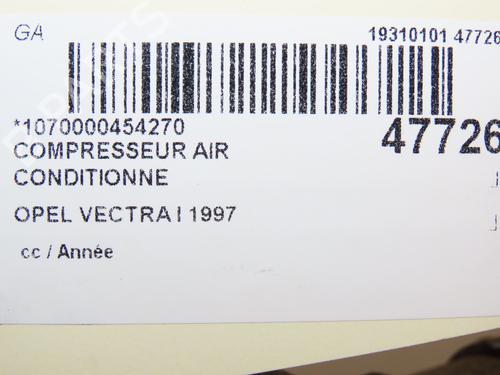 GA 19310101 47726
*1070000454270 47726
COMPRESSEUR AIR
CONDITIONNE
OPEL VECTRA I 1997
cc / Année